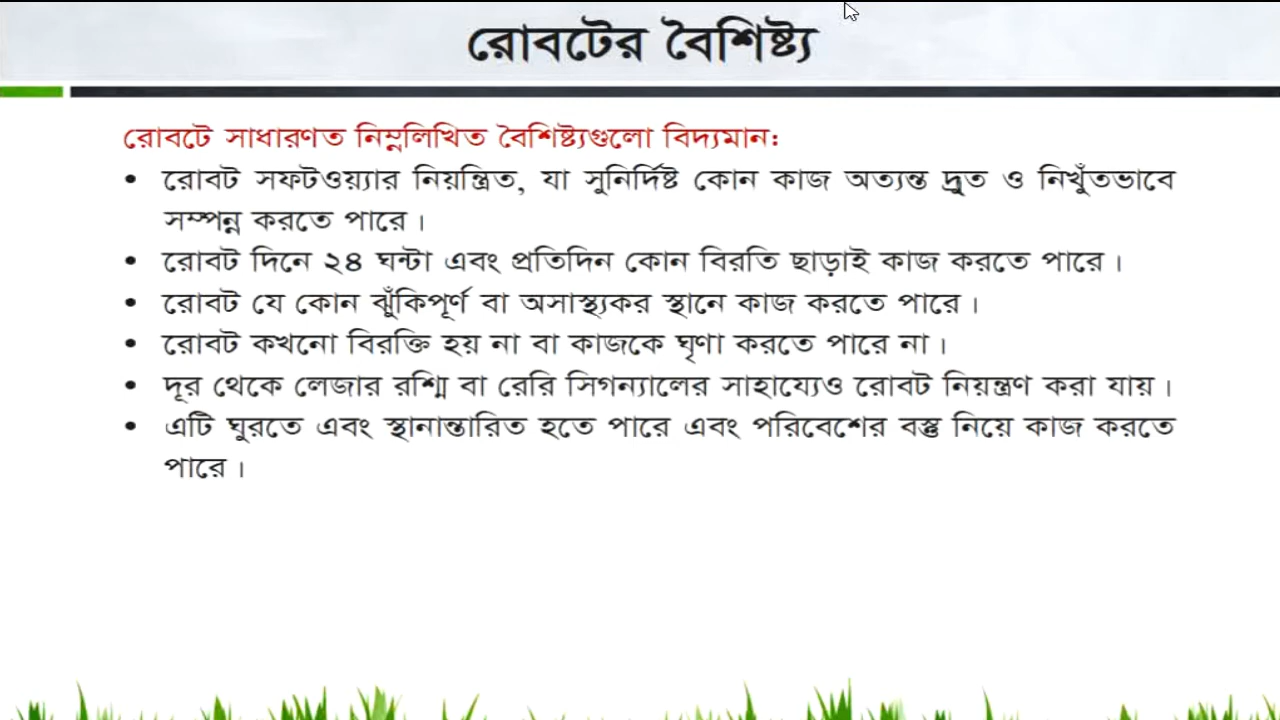 রোবটের বৈশিষ্ট্য
রোবটে সাধারণত নিম্নলিখিত বৈশিষ্ট্যগুলো বিদ্যমানঃ
• রোবট সফটওয়্যার নিয়ন্ত্রিত, যা সুনির্দিষ্ট কোন কাজ অত্যন্ত দ্রুত ও নিখুঁতভাবে
সম্পন্ন করতে পারে।
• রোবট দিনে ২৪ ঘন্টা এবং প্রতিদিন কোন বিরতি ছাড়াই কাজ করতে পারে।
• রোবট যে কোন ঝুঁকিপূর্ণ বা অসাস্থ্যকর স্থানে কাজ করতে পারে।
• রোবট কখনো বিরক্তি হয় না বা কাজকে ঘৃণা করতে পারে না।
• দূর থেকে লেজার রশ্মি বা রেরি সিগন্যালের সাহায্যেও রোবট নিয়ন্ত্রণ করা যায়।
• এটি ঘুরতে এবং স্থানান্তারিত হতে পারে এবং পরিবেশের বস্তু নিয়ে কাজ করতে
পারে।